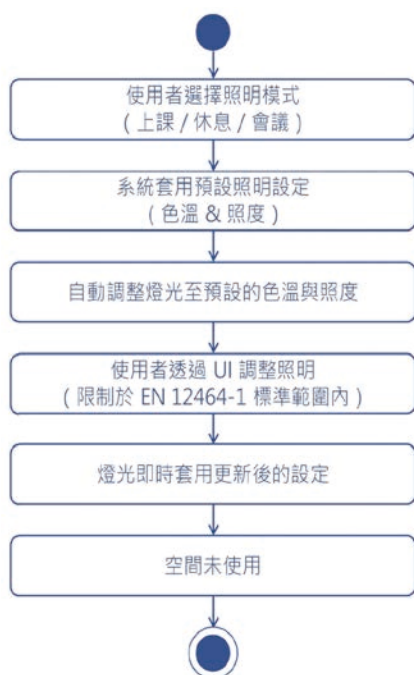 使用者選擇照明模式
( 上課 / 休息 / 會議 )
系統套用預設照明設定
( 色溫 & 照度 )
自動調整燈光至預設的色溫與照度
使用者透過 UI 調整照明
( 限制於 EN 12464-1 標準範圍內 )
燈光即時套用更新後的設定
空間未使用